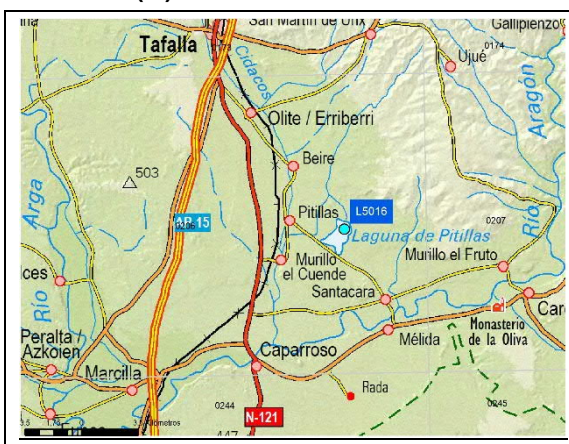 San Martín de Unx
Gallipienzo
Tafalla
Cidacos
0174
Ujué
Aragón
Olite / Erriberri
Arga
Beire
503
AP-15
0206
Pitillas
L5016
0207
Río
Laguna de Pitillas
Murillo
el Cuende
Murillo el Fruto
Santacara
Río
Peralta /
Azkoien
Mélida
Monasterio
de la Oliva
Caparroso
Marcilla
Rada
0244
0245
N-121